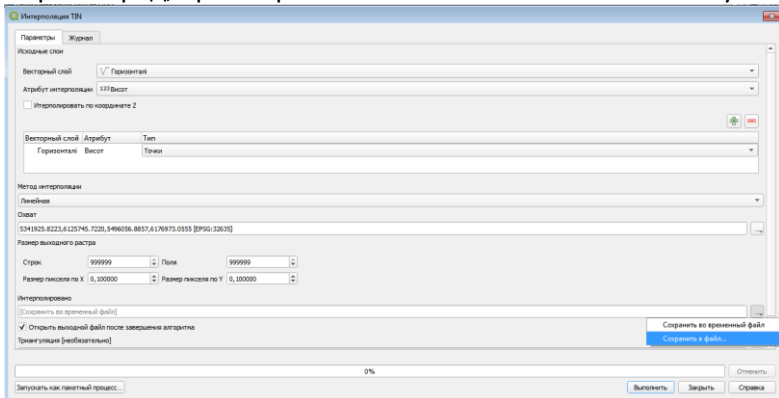 Интерполяция TIN
Параметры Журнал
Исходные слои
Векторный слой Горизонталі
Атрибут интерполяции 123 Висот
Итерполировать по координате Z
Векторный слой Атрибут Тип
Горизонталі Висот Точки
Метод интерполяции
Линейная
Охват
5341925.8223,6125745.7220,5496056.8857,6176973.0555 [EPSG:32635]
Размер выходного растра
Строк 999999 Поля 999999
Размер пикселя по X 0,100000 Размер пикселя по Y 0,100000
Интерполировано
[Сохранить во временный файл]
Сохранить во временный файл
Сохранить в файл...
✓ Открыть выходной файл после завершения алгоритма
Триангуляция [необязательно]
0% Отменить
Запускать как пакетный процесс... Выполнить Закрыть Справка